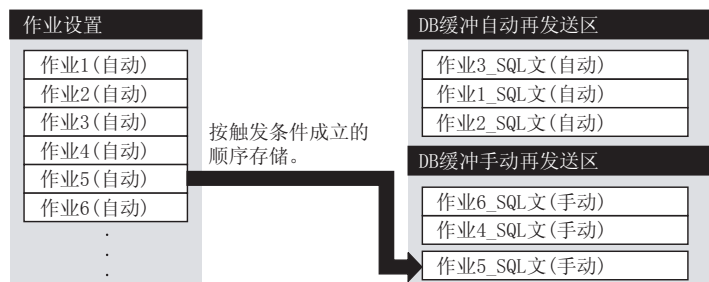 作业设置
作业1(自动)
作业2(自动)
作业3(自动)
作业4(自动)
作业5(自动)
作业6(自动)
.
.
.
按触发条件成立的
顺序存储。
DB缓冲自动再发送区
作业3_SQL文(自动)
作业1_SQL文(自动)
作业2_SQL文(自动)
DB缓冲手动再发送区
作业6_SQL文(手动)
作业4_SQL文(手动)
作业5_SQL文(手动)